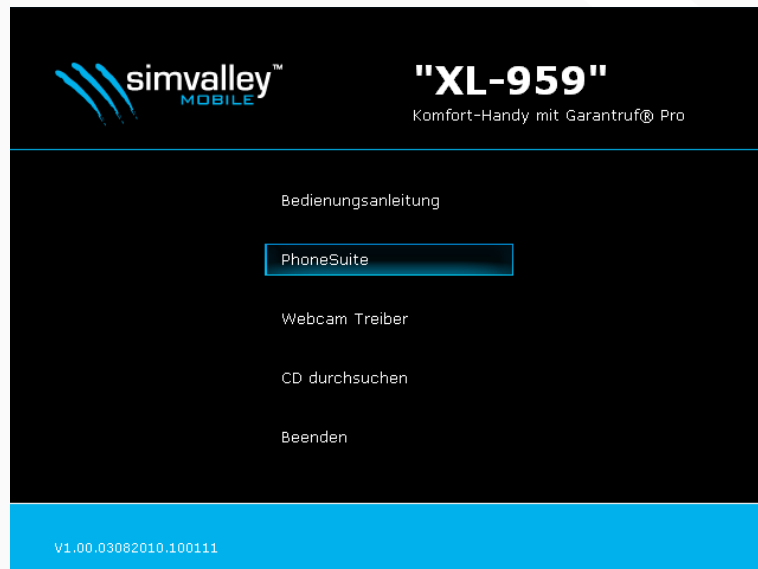 simvalley™
MOBILE
"XL-959"
Komfort-Handy mit Garantruf® Pro
Bedienungsanleitung
PhoneSuite
Webcam Treiber
CD durchsuchen
Beenden
V1.00.03082010.100111